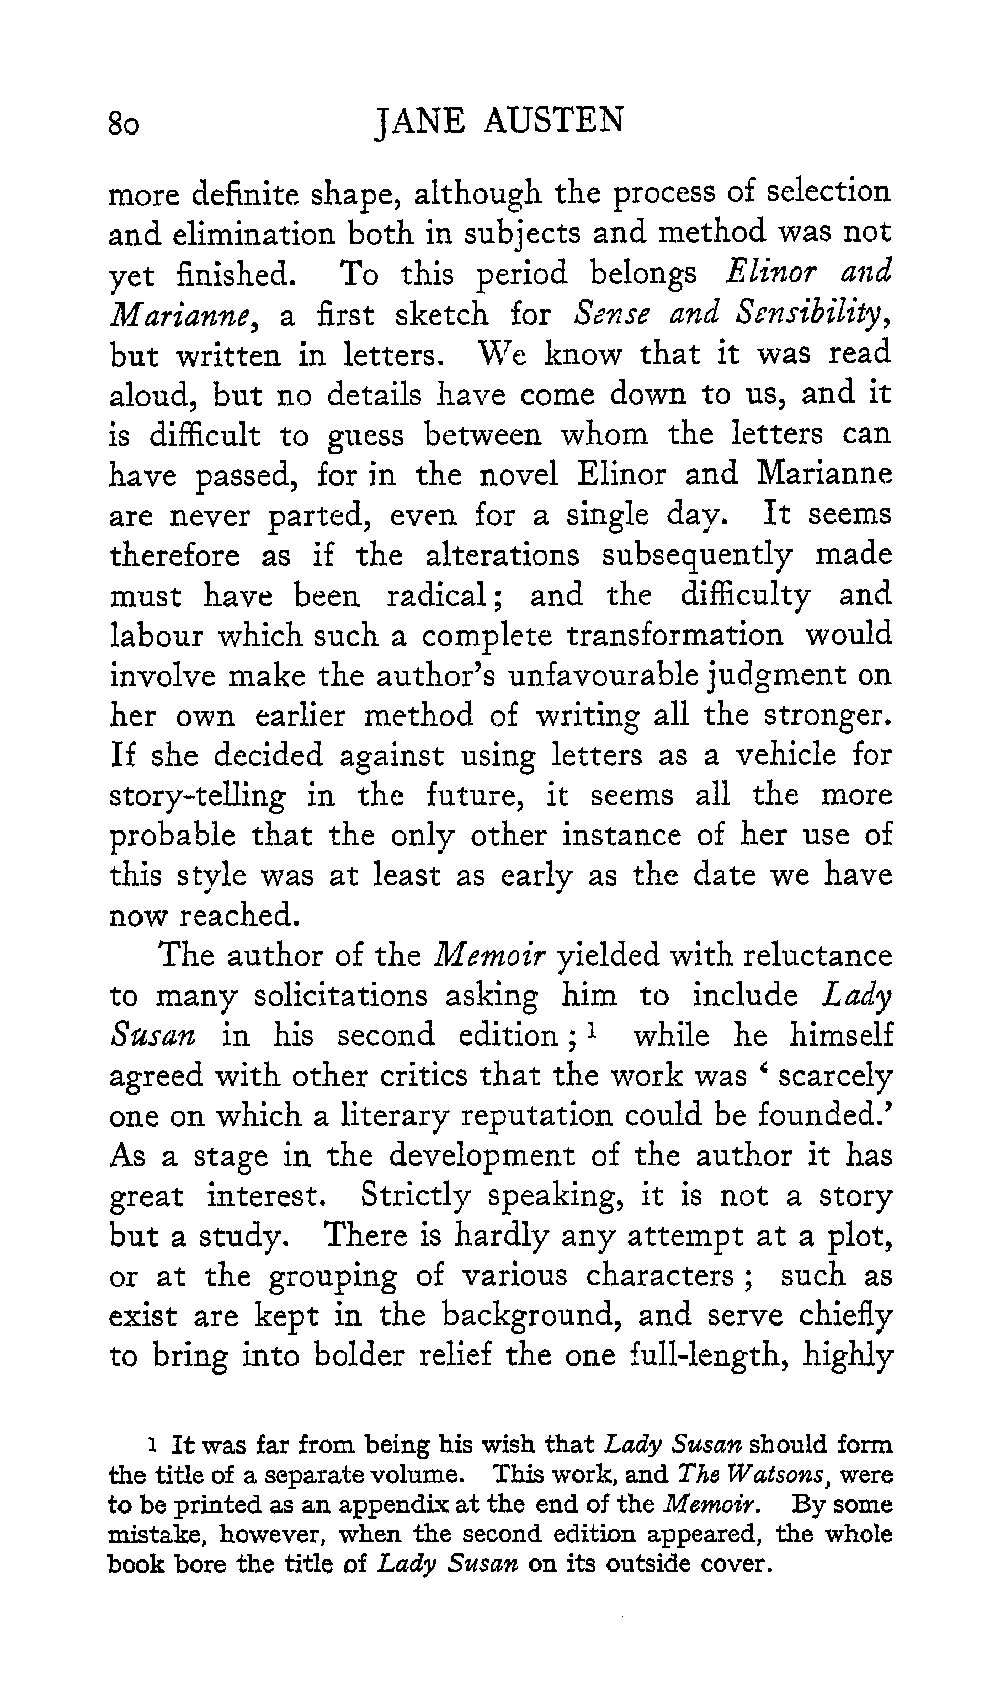 80 JANE AUSTEN
more definite shape, although the process of selection
and elimination both in subjects and method was not
yet finished. To this period belongs Elinor and
Marianne, a first sketch for Sense and Sensibility,
but written in letters. We know that it was read
aloud, but no details have come down to us, and it
is difficult to guess between whom the letters can
have passed, for in the novel Elinor and Marianne
are never parted, even for a single day. It seems
therefore as if the alterations subsequently made
must have been radical; and the difficulty and
labour which such a complete transformation would
involve make the author's unfavourable judgment on
her own earlier method of writing all the stronger.
If she decided against using letters as a vehicle for
story-telling in the future, it seems all the more
probable that the only other instance of her use of
this style was at least as early as the date we have
now reached.
The author of the Memoir yielded with reluctance
to many solicitations asking him to include Lady
Susan in his second edition;¹ while he himself
agreed with other critics that the work was ‘ scarcely
one on which a literary reputation could be founded.’
As a stage in the development of the author it has
great interest. Strictly speaking, it is not a story
but a study. There is hardly any attempt at a plot,
or at the grouping of various characters; such as
exist are kept in the background, and serve chiefly
to bring into bolder relief the one full-length, highly
1 It was far from being his wish that Lady Susan should form
the title of a separate volume. This work, and The Watsons, were
to be printed as an appendix at the end of the Memoir. By some
mistake, however, when the second edition appeared, the whole
book bore the title of Lady Susan on its outside cover.